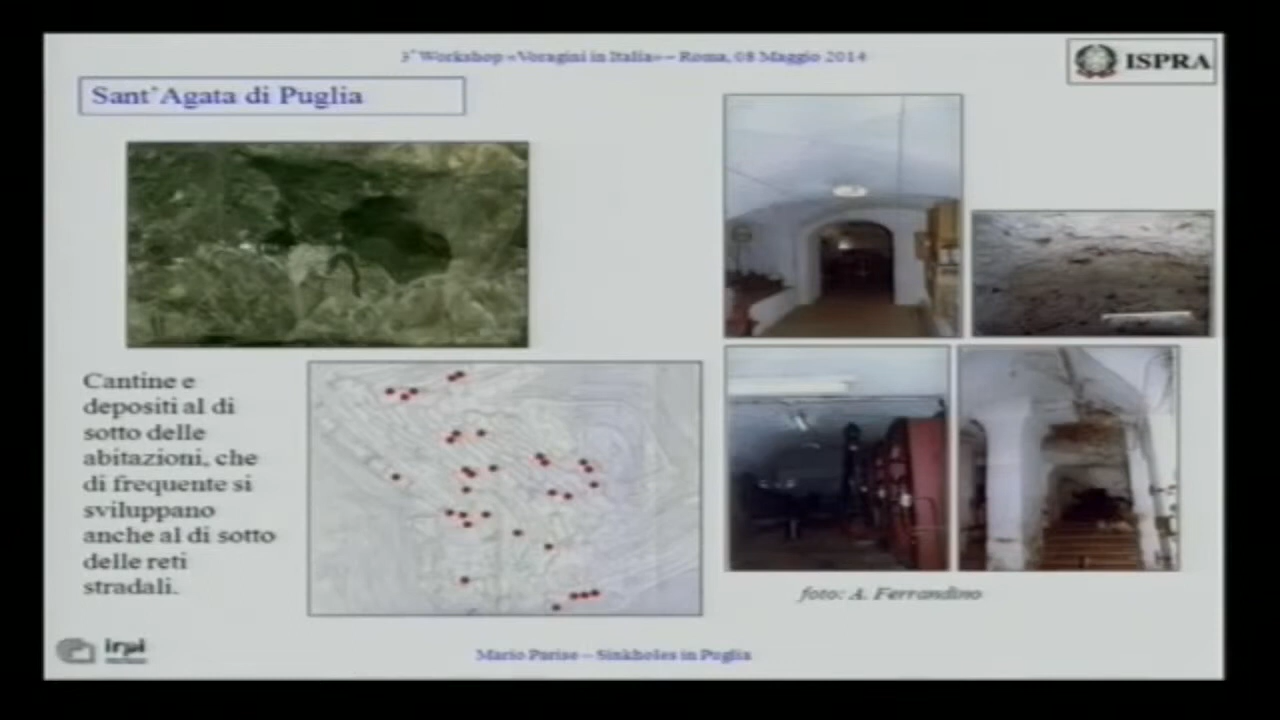 3° Workshop «Voragini in Italia» – Roma, 08 Maggio 2014
ISPRA
Sant'Agata di Puglia
Cantine e
depositi al di
sotto delle
abitazioni, che
di frequente si
sviluppano
anche al di sotto
delle reti
stradali.
foto: A. Ferrandino
irpi
Mario Parise – Sinkholes in Puglia